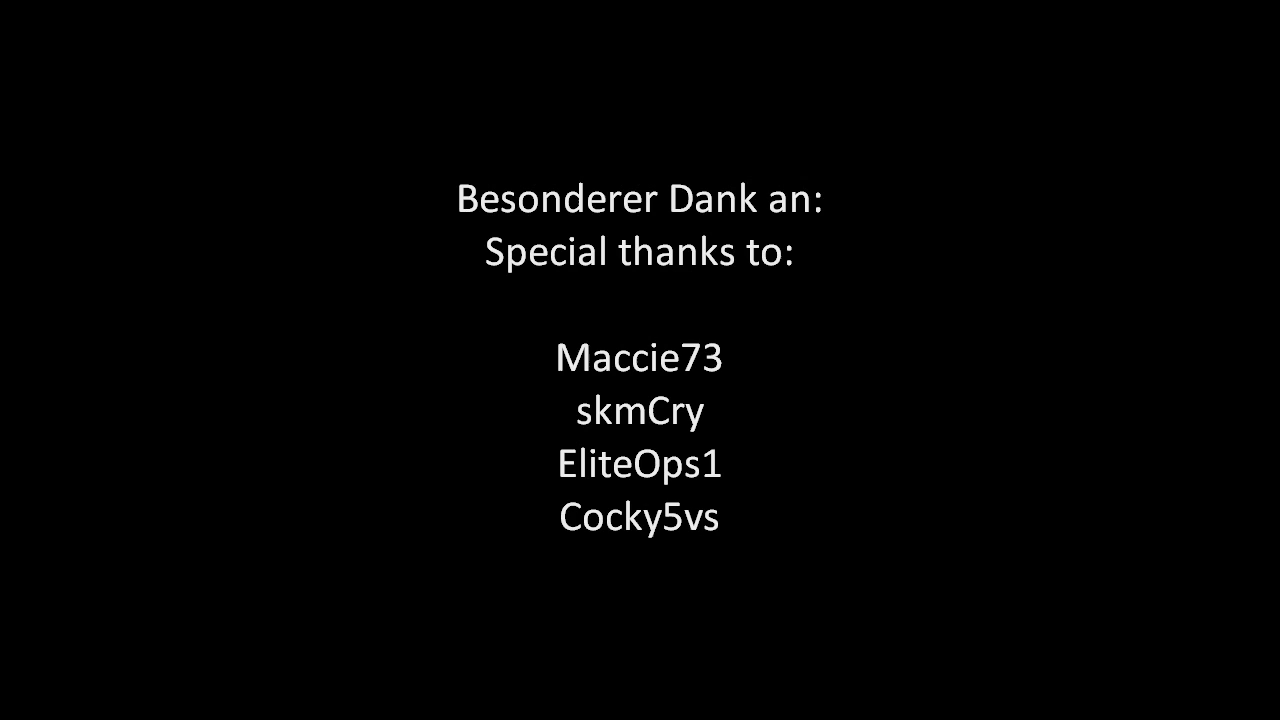 Besonderer Dank an:
Special thanks to:
Maccie73
skmCry
EliteOps1
Cocky5vs